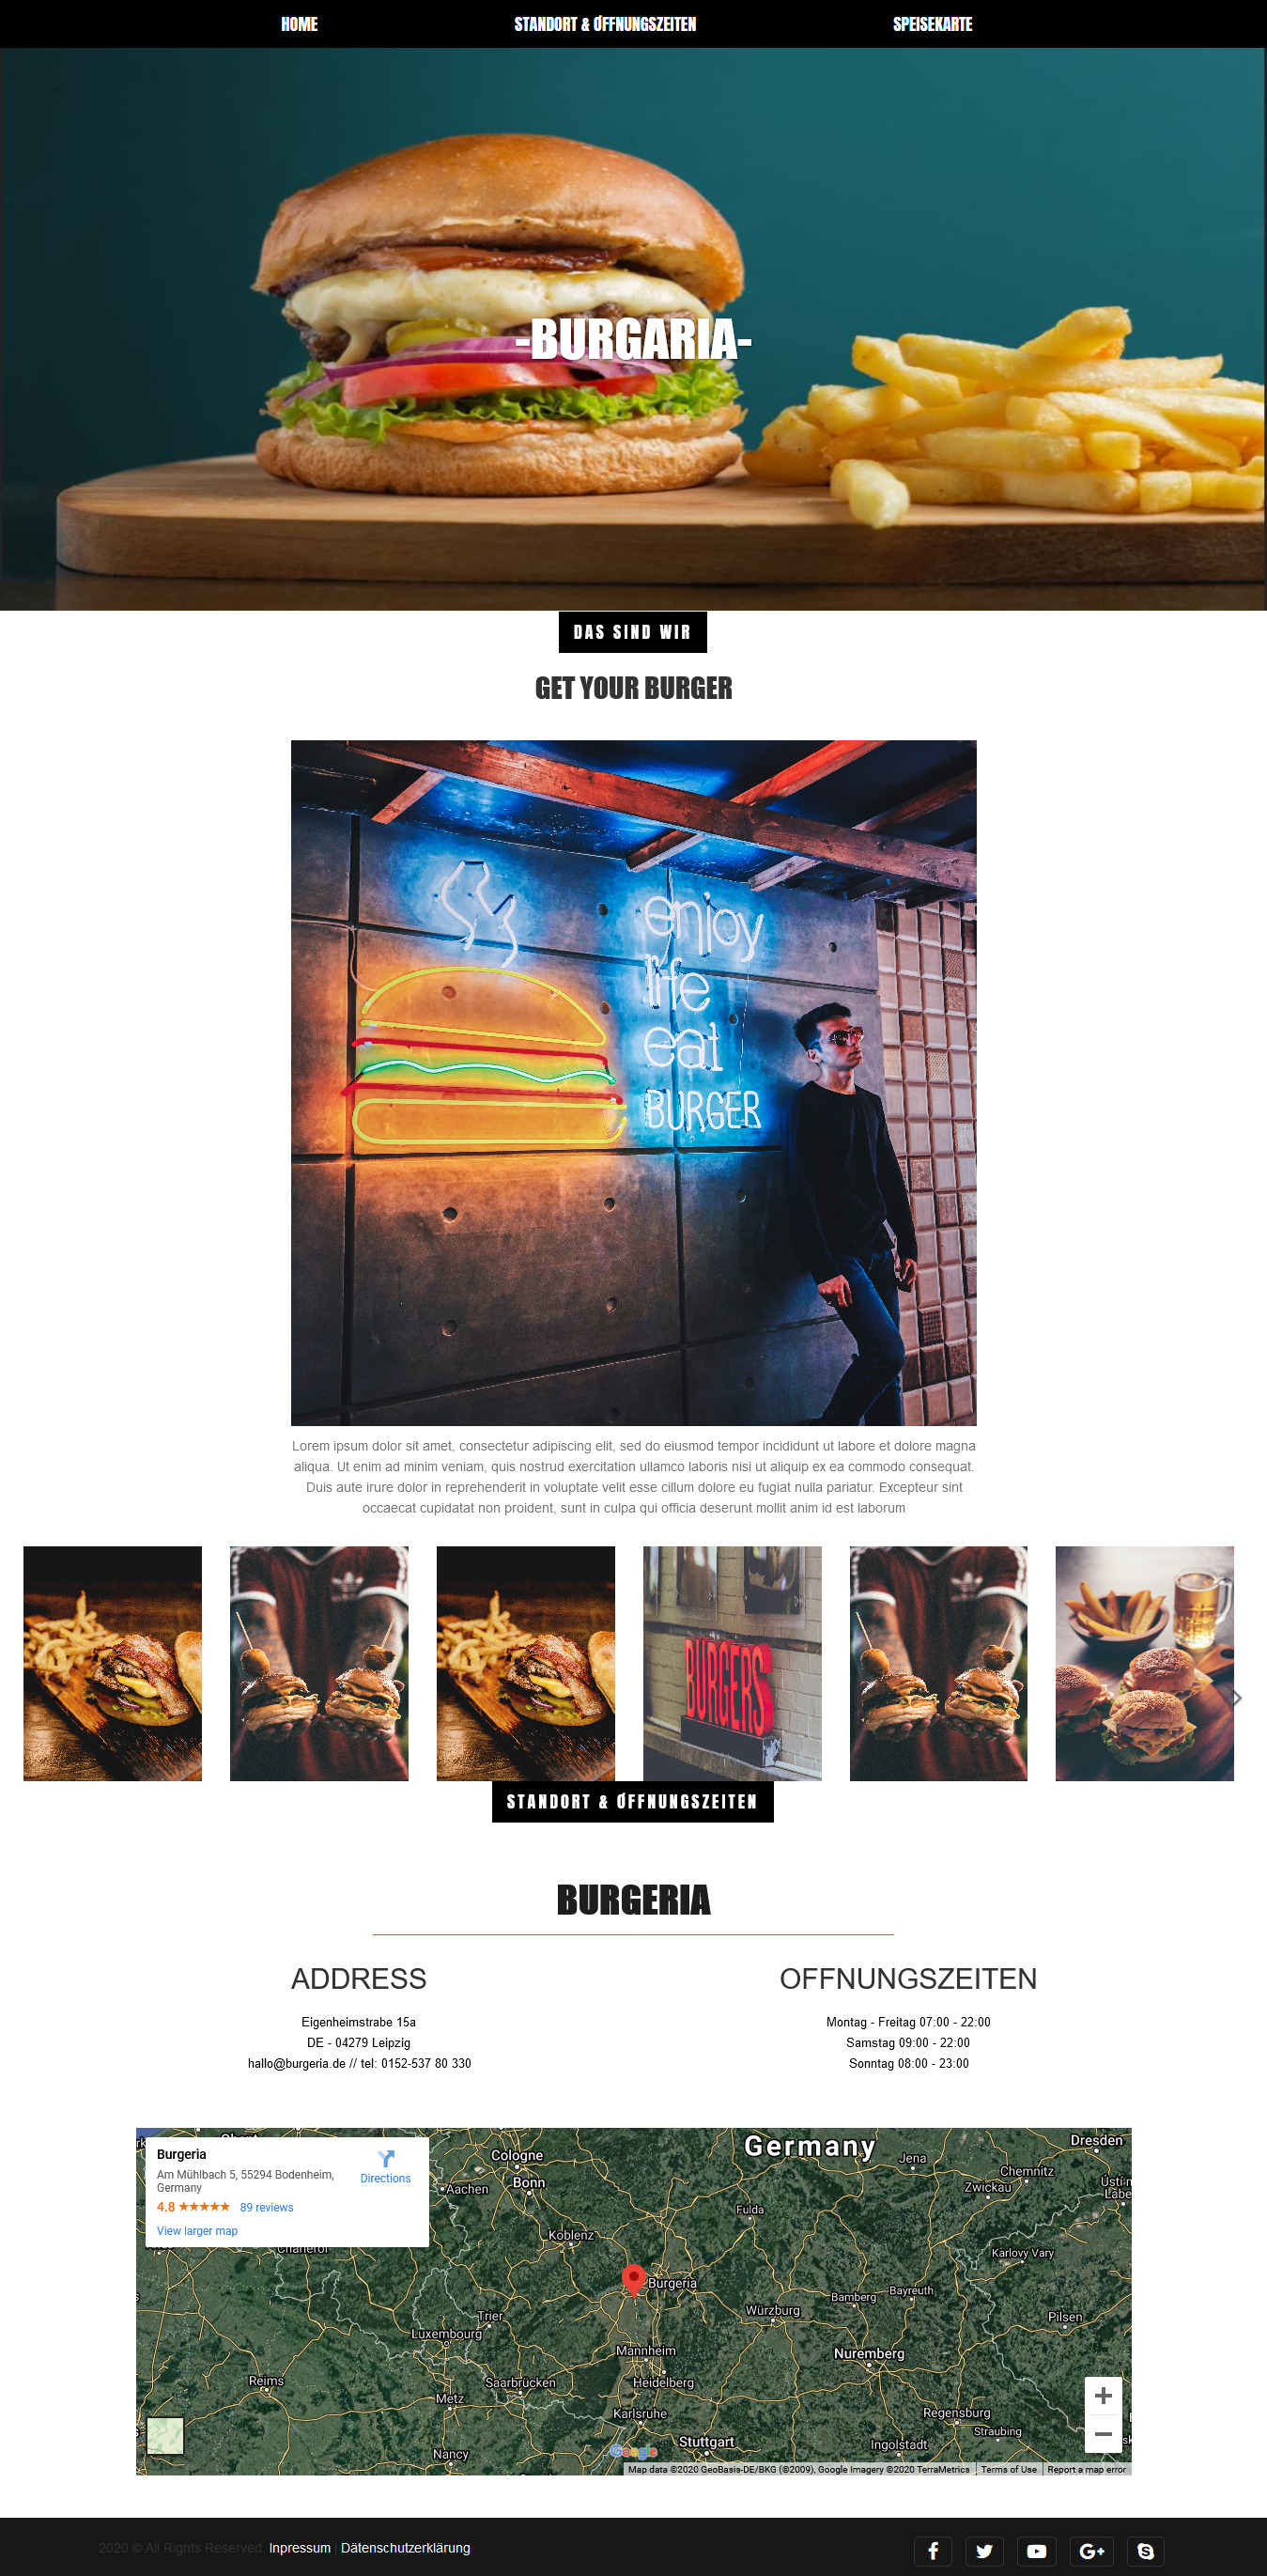 HOME STANDORT & ÖFFNUNGSZEITEN SPEISEKARTE
-BURGARIA-
DAS SIND WIR
GET YOUR BURGER
enjoy
life
eat
BURGER
Lorem ipsum dolor sit amet, consectetur adipiscing elit, sed do eiusmod tempor incididunt ut labore et dolore magna
aliqua. Ut enim ad minim veniam, quis nostrud exercitation ullamco laboris nisi ut aliquip ex ea commodo consequat.
Duis aute irure dolor in reprehenderit in voluptate velit esse cillum dolore eu fugiat nulla pariatur. Excepteur sint
occaecat cupidatat non proident, sunt in culpa qui officia deserunt mollit anim id est laborum
BURGERS
STANDORT & ÖFFNUNGSZEITEN
BURGERIA
ADDRESS
Eigenheimstrabe 15a
DE - 04279 Leipzig
hallo@burgeria.de // tel: 0152-537 80 330
OFFNUNGSZEITEN
Montag - Freitag 07:00 - 22:00
Samstag 09:00 - 22:00
Sonntag 08:00 - 23:00
Burgeria
Am Mühlbach 5, 55294 Bodenheim,
Germany
4.8 ★★★★★ 89 reviews
View larger map
Directions
Germany
Cologne
Bonn
Aachen
Jena
Dresden
Chemnitz
Zwickau
Fulda
Koblenz
Charleroi
Karlovy Vary
Burgeria
Bamberg
Bayreuth
Würzburg
Trier
Luxembourg
Pilsen
Mannheim
Nuremberg
Reims
Saarbrücken
Heidelberg
Metz
Karlsruhe
Regensburg
Straubing
Stuttgart
Ingolstadt
Nancy
Google
Map data ©2020 GeoBasis-DE/BKG (©2009), Google Imagery ©2020 TerraMetrics Terms of Use Report a map error
2020 © All Rights Reserved. Inpressum | Dätenschutzerklärung